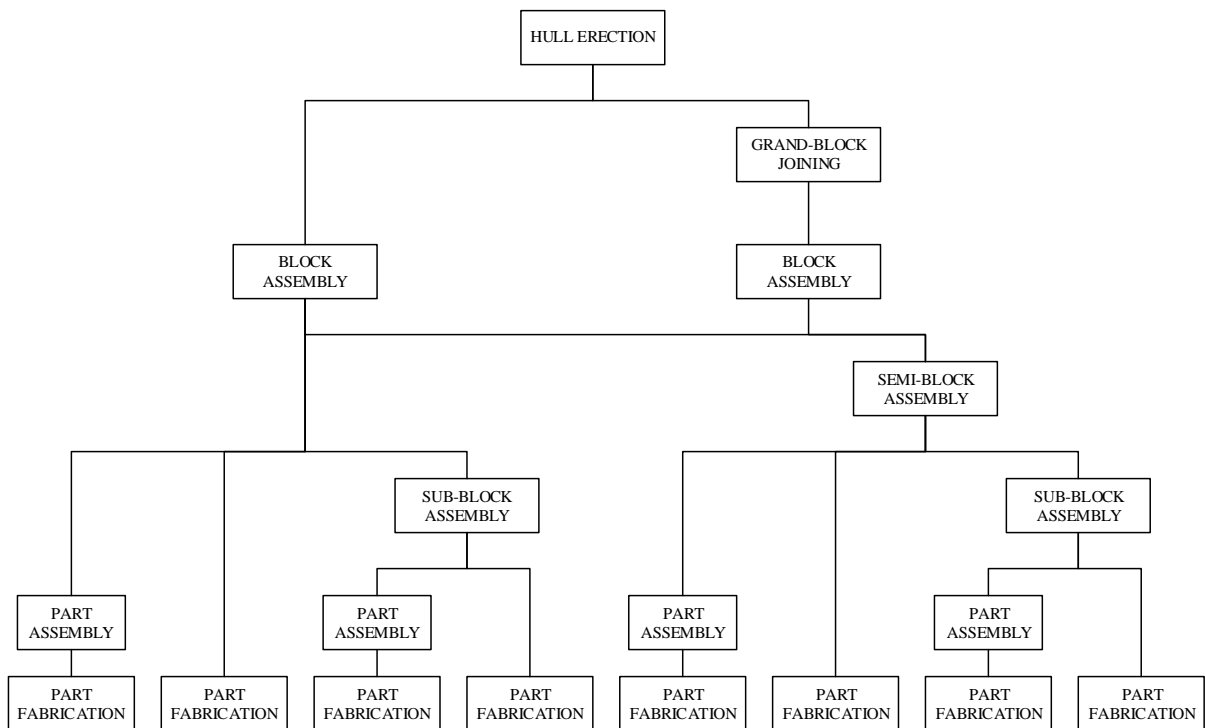 HULL ERECTION
GRAND-BLOCK
JOINING
BLOCK
ASSEMBLY
BLOCK
ASSEMBLY
SEMI-BLOCK
ASSEMBLY
SUB-BLOCK
ASSEMBLY
SUB-BLOCK
ASSEMBLY
PART
ASSEMBLY
PART
ASSEMBLY
PART
ASSEMBLY
PART
ASSEMBLY
PART
FABRICATION
PART
FABRICATION
PART
FABRICATION
PART
FABRICATION
PART
FABRICATION
PART
FABRICATION
PART
FABRICATION
PART
FABRICATION